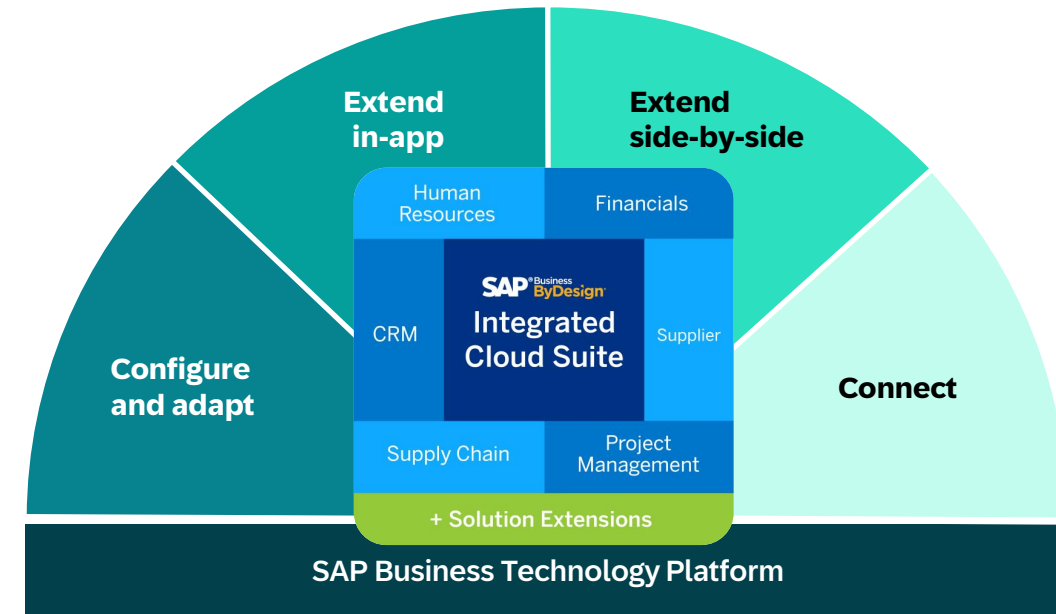 Extend
in-app
Extend
side-by-side
Human
Resources
Financials
SAP® Business
ByDesign™
Integrated
Cloud Suite
CRM
Supplier
Configure
and adapt
Connect
Supply Chain
Project
Management
+ Solution Extensions
SAP Business Technology Platform